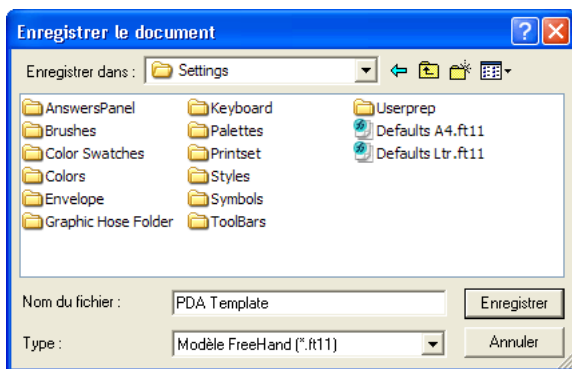 Enregistrer le document
Enregistrer dans : Settings
AnswersPanel Keyboard Userprep
Brushes Palettes Defaults A4.ft11
Color Swatches Printset Defaults Ltr.ft11
Colors Styles
Envelope Symbols
Graphic Hose Folder ToolBars
Nom du fichier : PDA Template Enregistrer
Type : Modèle FreeHand (*.ft11) Annuler